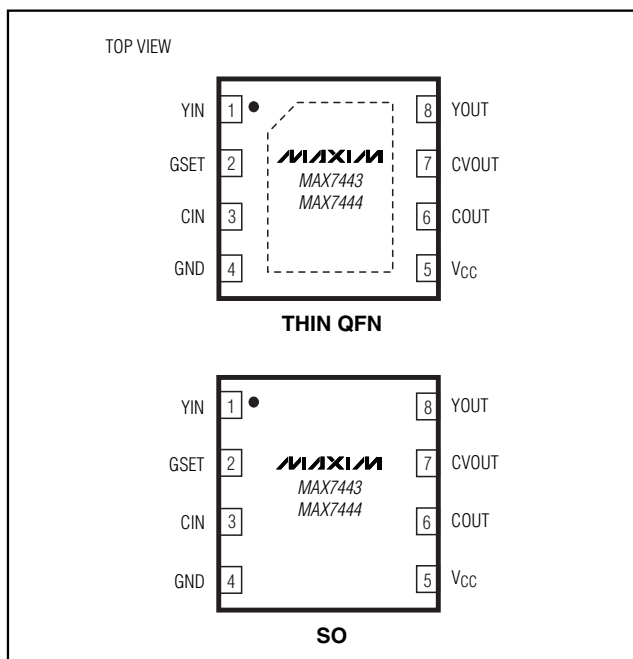 TOP VIEW
YIN 1 8 YOUT
GSET 2 MAXIM 7 CVOUT
MAX7443
MAX7444
CIN 3 6 COUT
GND 4 5 VCC
THIN QFN
YIN 1 8 YOUT
GSET 2 MAXIM 7 CVOUT
MAX7443
MAX7444
CIN 3 6 COUT
GND 4 5 VCC
SO